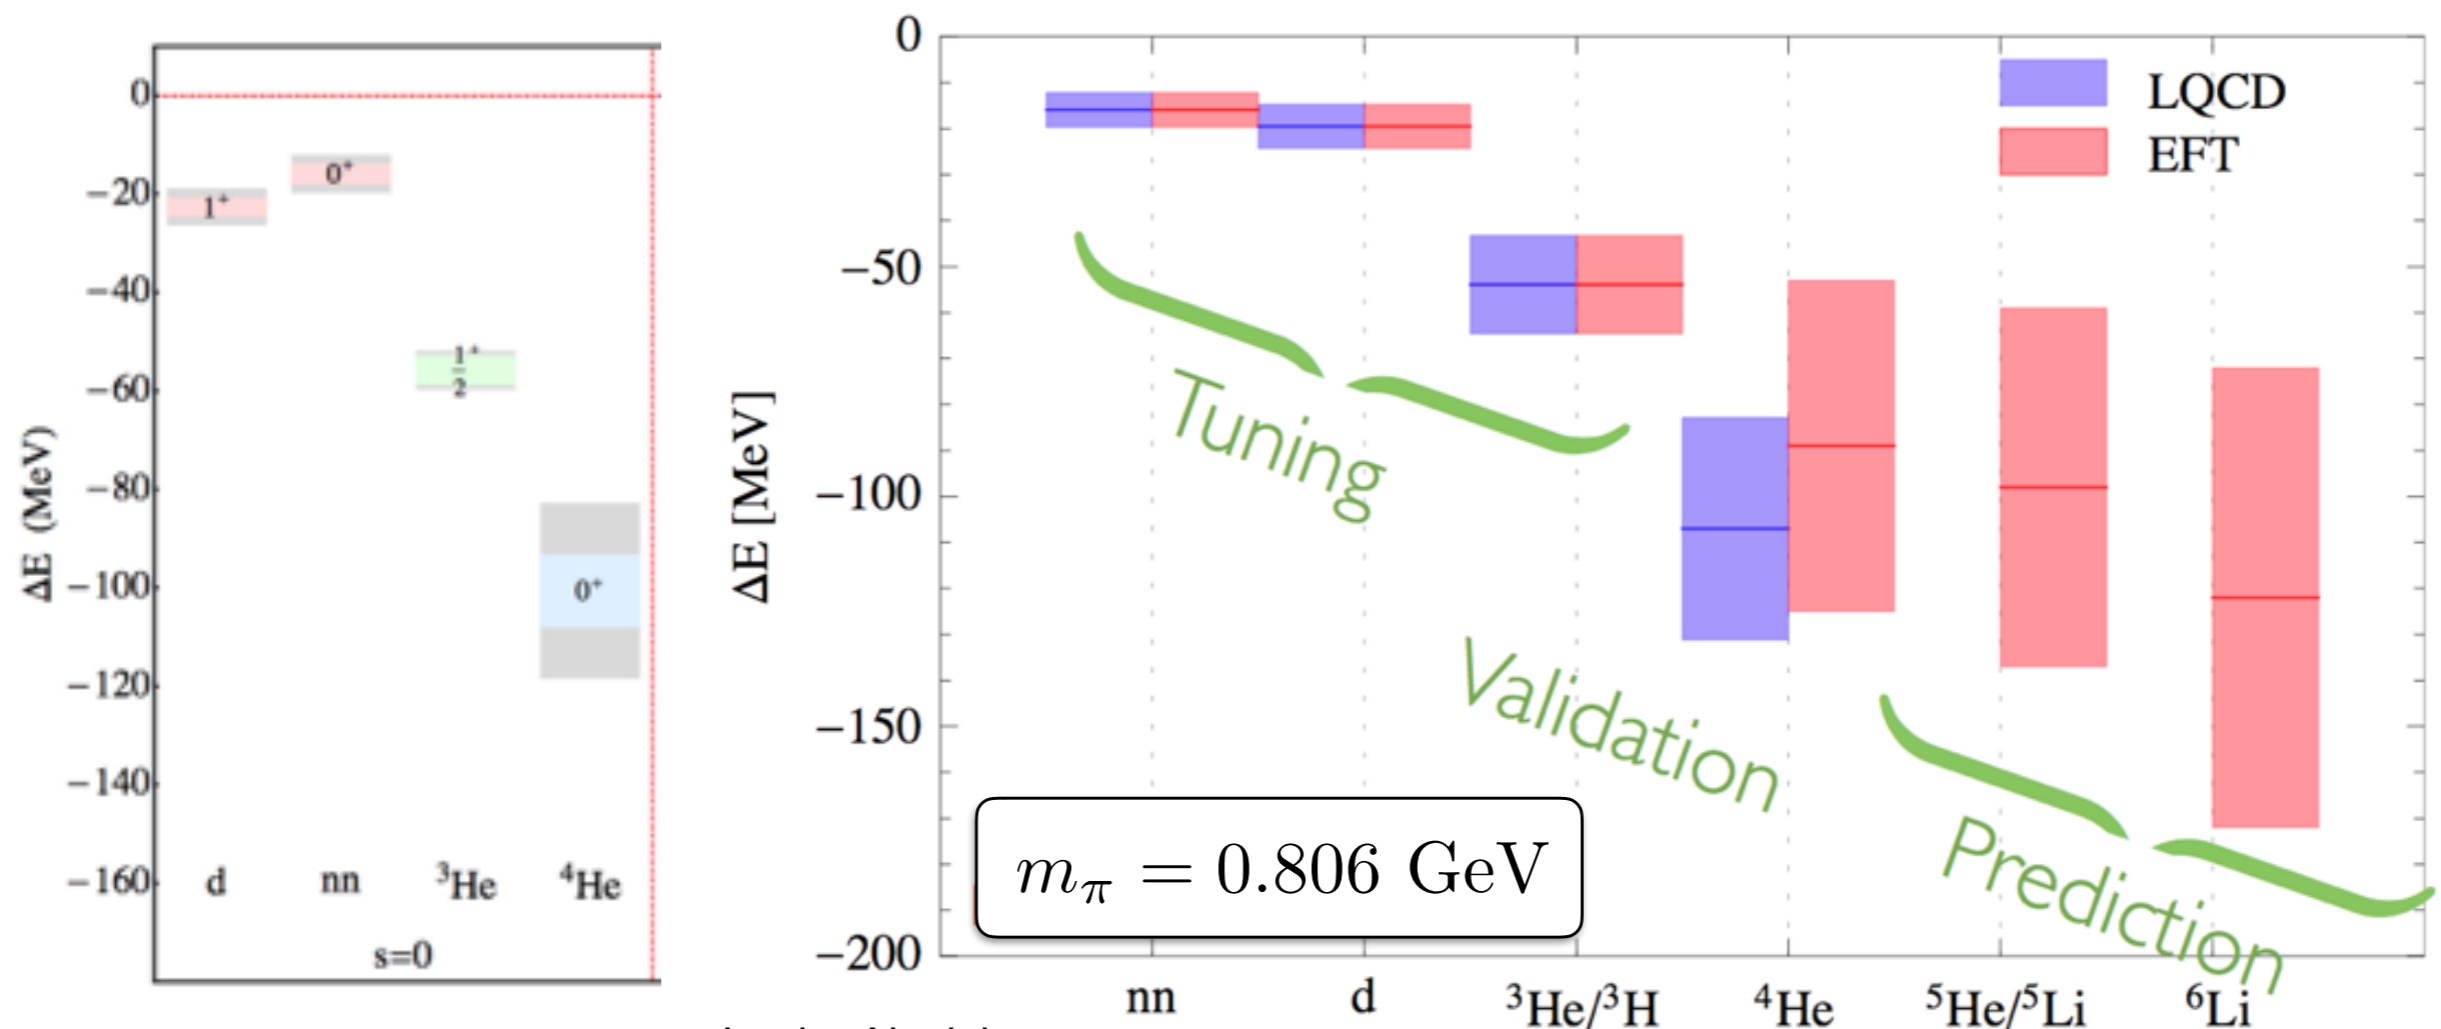 0
−20
−40
−60
−80
−100
−120
−140
−160
ΔE (MeV)
1⁺
0⁺
1⁺
2
0⁺
d nn ³He ⁴He
s=0
0
−50
−100
−150
−200
ΔE [MeV]
LQCD
EFT
Tuning
Validation
Prediction
m_π = 0.806 GeV
nn d ³He/³H ⁴He ⁵He/⁵Li ⁶Li